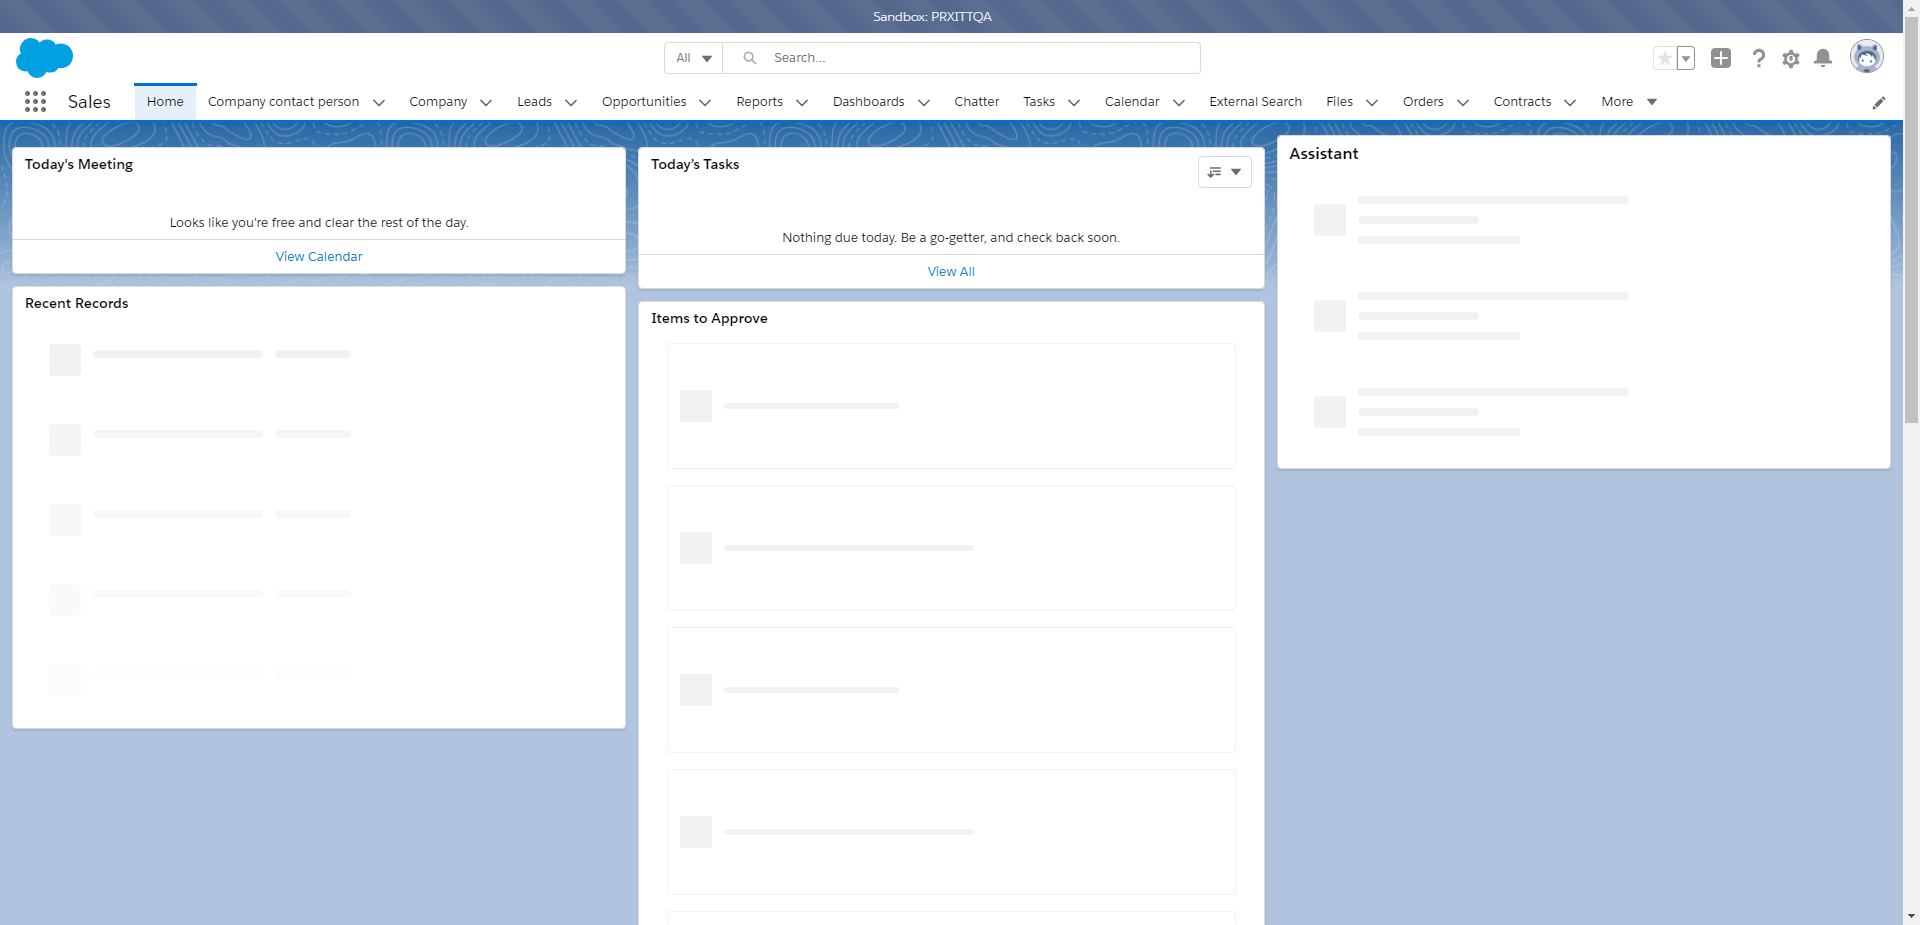 Sandbox: PRXITTQA
All
Search...
Sales
Home
Company contact person
Company
Leads
Opportunities
Reports
Dashboards
Chatter
Tasks
Calendar
External Search
Files
Orders
Contracts
More
Today's Meeting
Looks like you're free and clear the rest of the day.
View Calendar
Recent Records
Today’s Tasks
Nothing due today. Be a go-getter, and check back soon.
View All
Items to Approve
Assistant